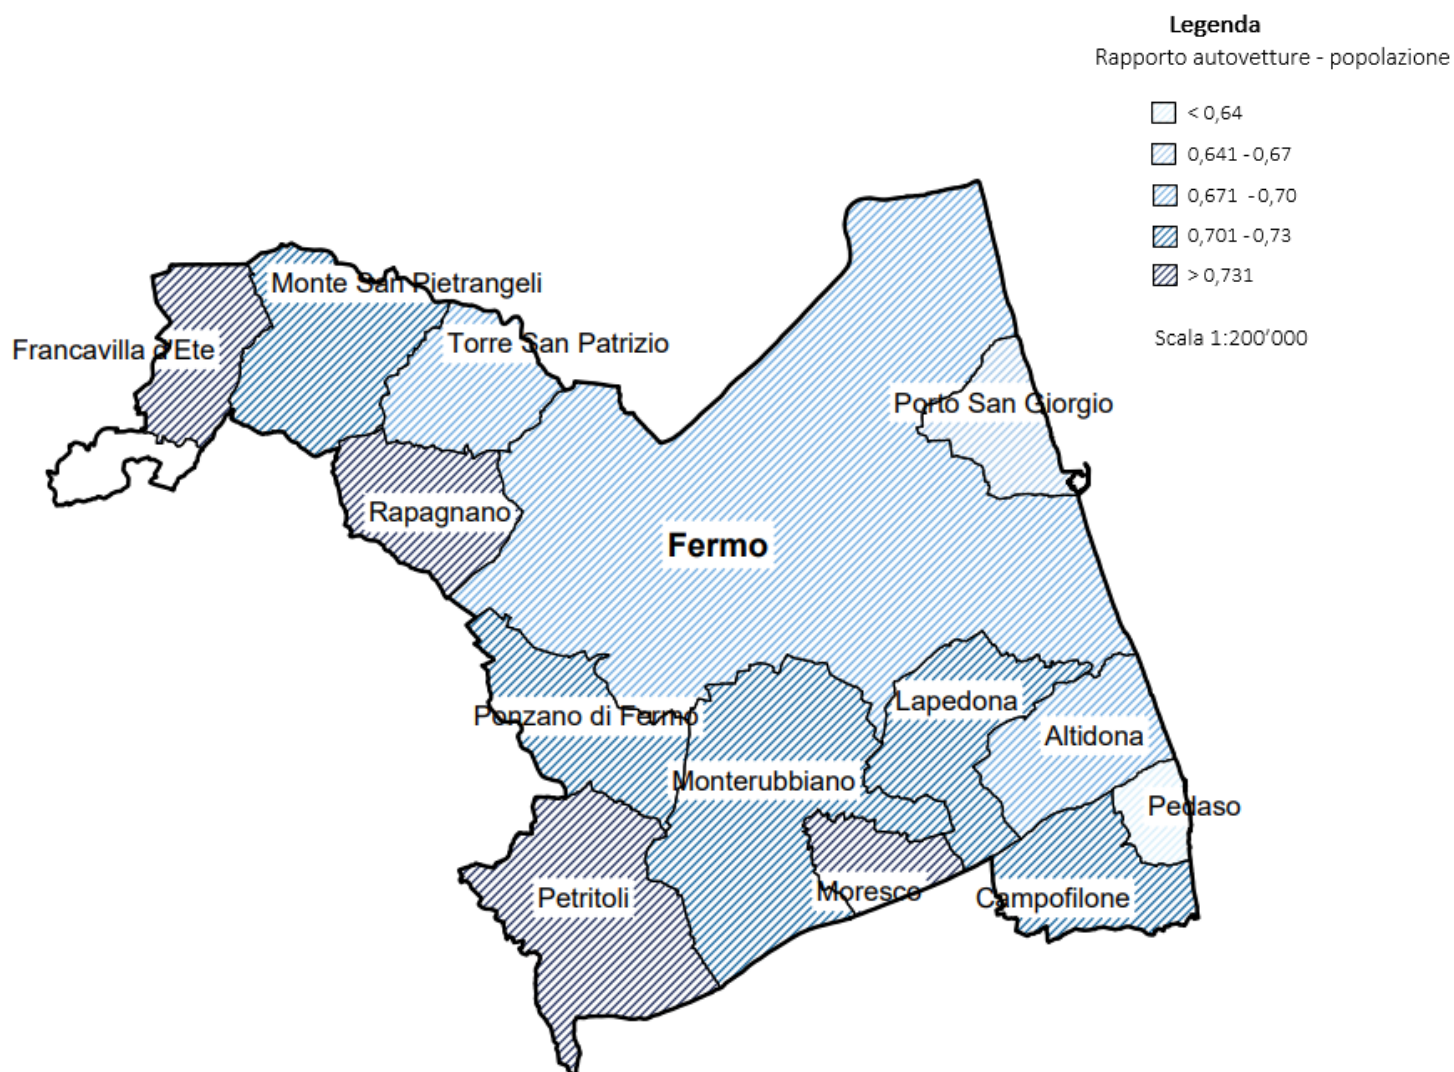 Legenda
Rapporto autovetture - popolazione
< 0,64
0,641 - 0,67
0,671 - 0,70
0,701 - 0,73
> 0,731
Scala 1:200'000
Monte San Pietrangeli
Francavilla d'Ete
Torre San Patrizio
Porto San Giorgio
Rapagnano
Fermo
Lapedona
Ponzano di Fermo
Altidona
Monterubbiano
Pedaso
Moresco
Petritoli
Campofilone